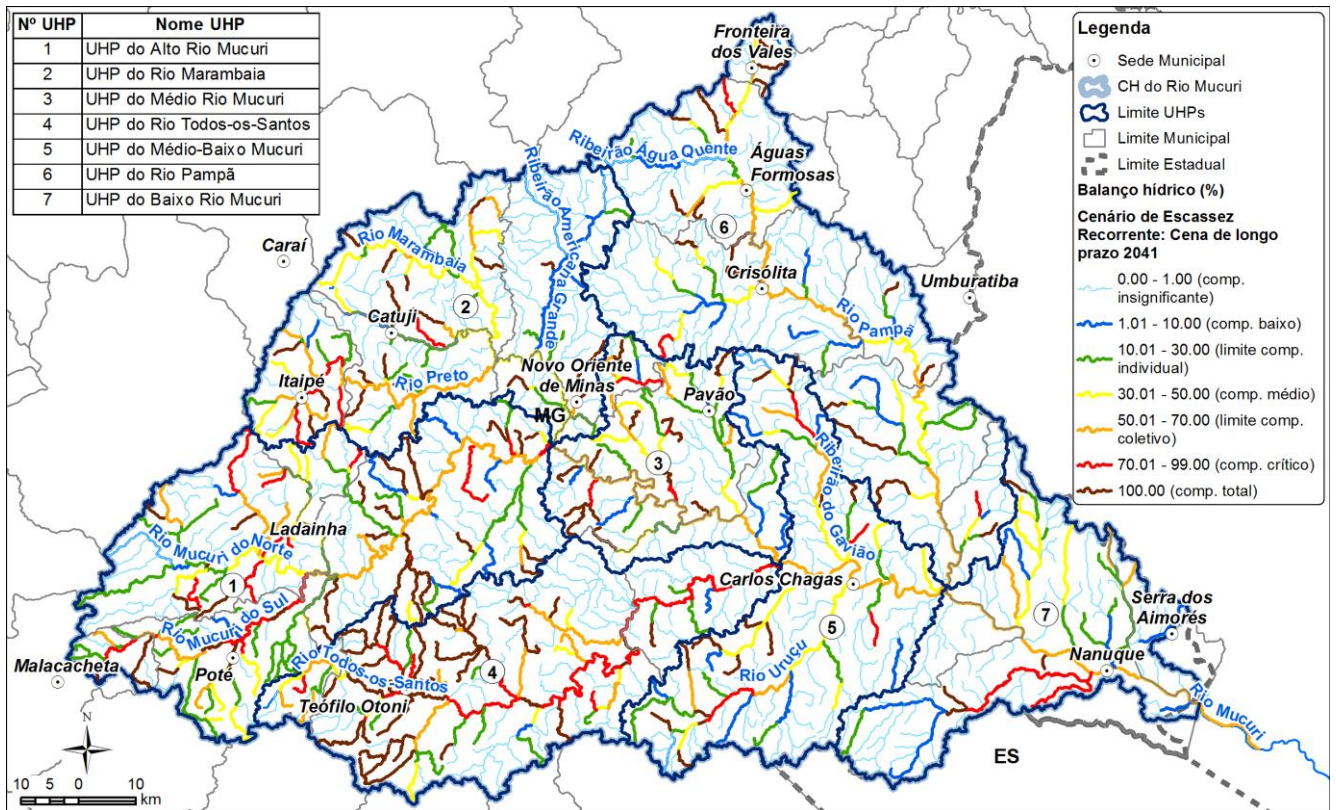 Nº UHP Nome UHP
1 UHP do Alto Rio Mucuri
2 UHP do Rio Marambaia
3 UHP do Médio Rio Mucuri
4 UHP do Rio Todos-os-Santos
5 UHP do Médio-Baixo Mucuri
6 UHP do Rio Pampã
7 UHP do Baixo Rio Mucuri
Fronteira
dos Vales
Ribeirão Água Quente
Águas
Formosas
Ribeirão Americana Grande
6
Caraí
Rio Marambaia
Crisólita
Umburatiba
2
Catuji
Rio Pampã
Itaipé
Rio Preto
Novo Oriente
de Minas
MG
Pavão
3
Ribeirão do Gavião
Ladainha
Rio Mucuri do Norte
1
Carlos Chagas
Rio Mucuri do Sul
5
7
Serra dos
Aimorés
Malacacheta
Poté
Rio Todos-os-Santos
4
Rio Uruçu
Nanuque
Teófilo Otoni
Rio Mucuri
ES
N
10 5 0 10
km
Legenda
Sede Municipal
CH do Rio Mucuri
Limite UHPs
Limite Municipal
Limite Estadual
Balanço hídrico (%)
Cenário de Escassez
Recorrente: Cena de longo
prazo 2041
0.00 - 1.00 (comp.
insignificante)
1.01 - 10.00 (comp. baixo)
10.01 - 30.00 (limite comp.
individual)
30.01 - 50.00 (comp. médio)
50.01 - 70.00 (limite comp.
coletivo)
70.01 - 99.00 (comp. crítico)
100.00 (comp. total)